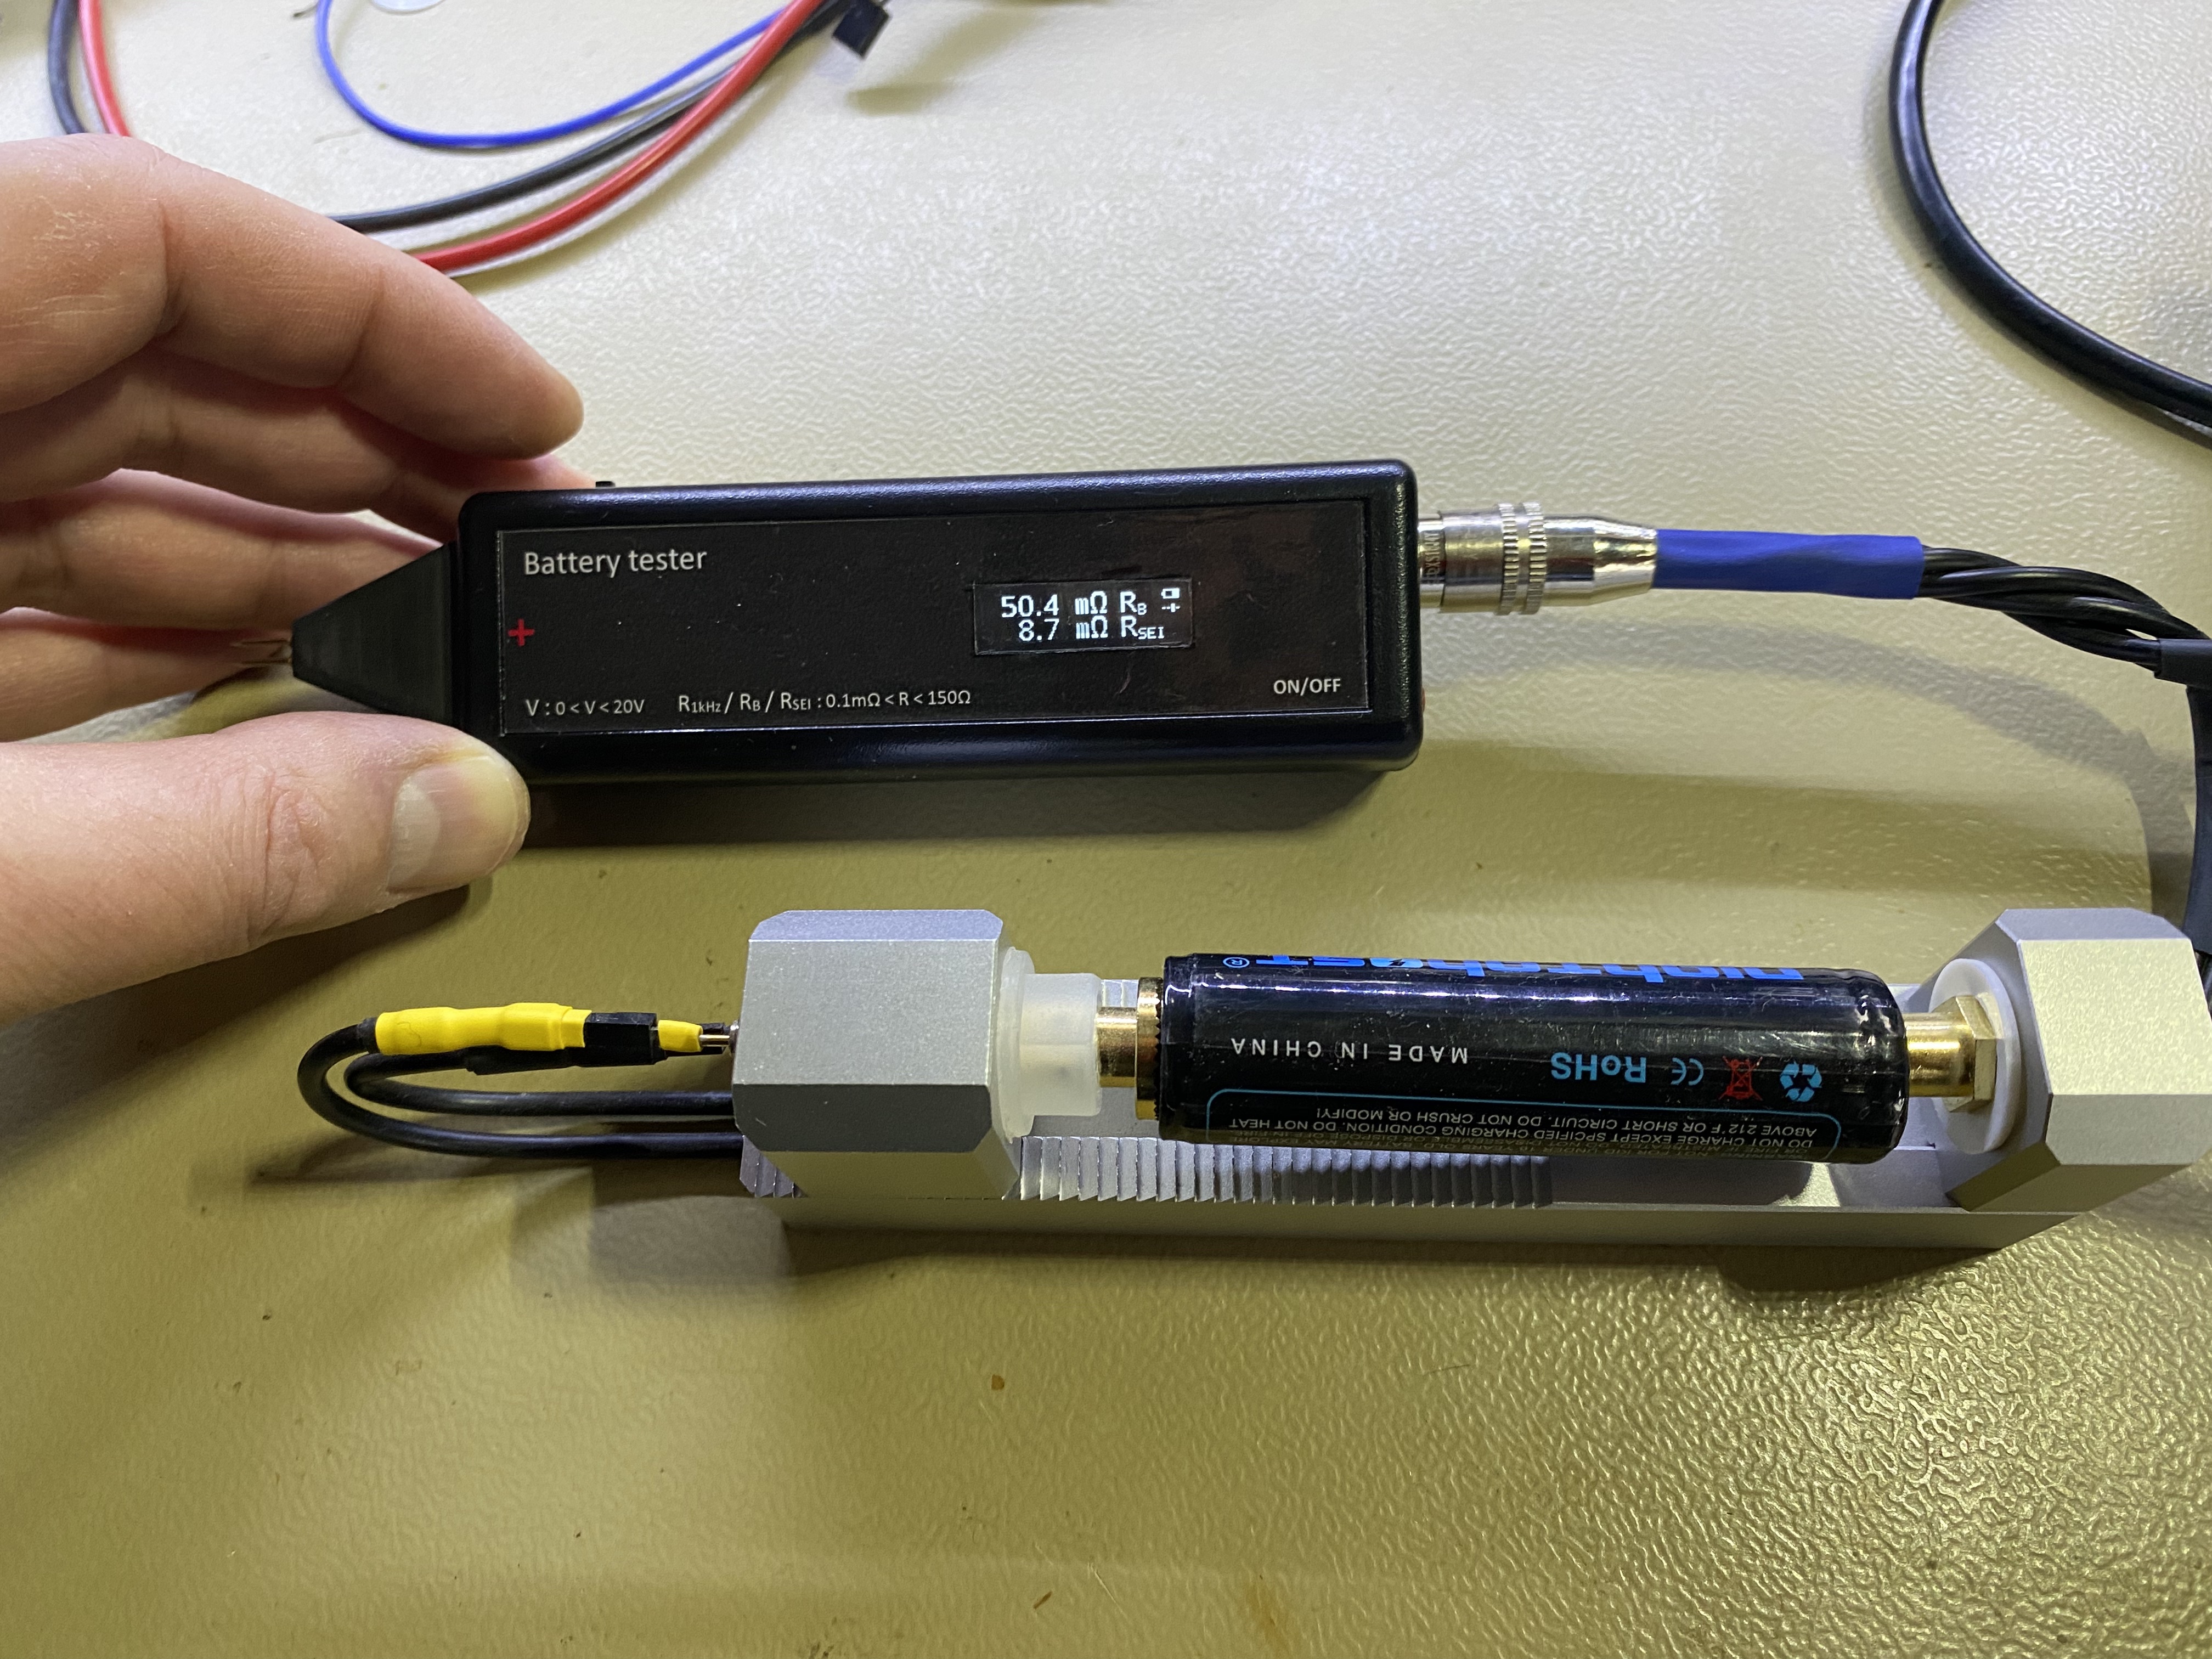 Battery tester
50.4 mΩ RB
8.7 mΩ RSEI
+
V : 0 < V < 20V R1kHz / RB / RSEI : 0.1mΩ < R < 150Ω
ON/OFF
®
MADE IN CHINA
CE RoHS
DO NOT CHARGE EXCEPT SPCIFIED CHARGING CONDITION. DO NOT HEAT
ABOVE 212°F OR SHORT CIRCUIT. DO NOT CRUSH OR MODIFY!